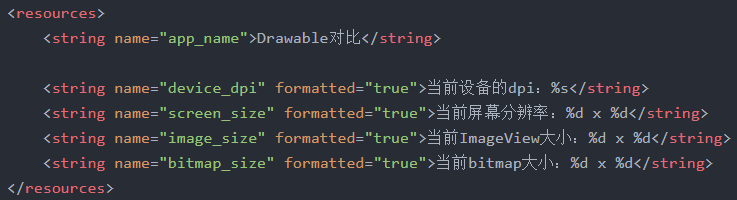 <resources>
    <string name="app_name">Drawable对比</string>

    <string name="device_dpi" formatted="true">当前设备的dpi：%s</string>
    <string name="screen_size" formatted="true">当前屏幕分辨率：%d x %d</string>
    <string name="image_size" formatted="true">当前ImageView大小：%d x %d</string>
    <string name="bitmap_size" formatted="true">当前bitmap大小：%d x %d</string>
</resources>